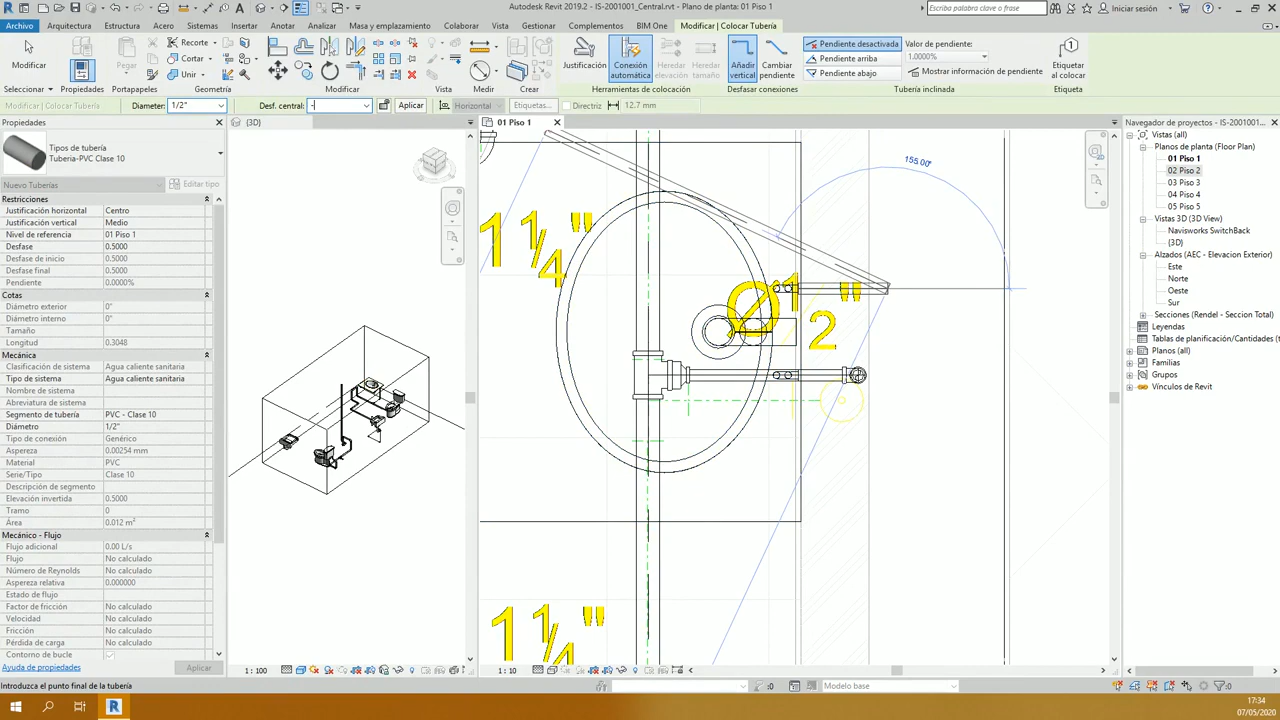 Autodesk Revit 2019.2 - IS-2001001_Central.rvt - Plano de planta: 01 Piso 1
Escriba palabra clave o frase
Iniciar sesión
Archivo
Arquitectura
Estructura
Acero
Sistemas
Insertar
Anotar
Analizar
Masa y emplazamiento
Colaborar
Vista
Gestionar
Complementos
BIM One
Modificar | Colocar Tubería
Modificar
Propiedades
Pegar
Recorte
Cortar
Unir
Justificación
Conexión automática
Heredar elevación
Heredar tamaño
Añadir vertical
Cambiar pendiente
Pendiente desactivada
Pendiente arriba
Pendiente abajo
Valor de pendiente:
1.0000%
Mostrar información de pendiente
Etiquetar al colocar
Seleccionar
Propiedades
Portapapeles
Geometría
Modificar
Vista
Medir
Crear
Herramientas de colocación
Desfasar conexiones
Tubería inclinada
Etiqueta
Modificar | Colocar Tubería
Diámetro: 1/2"
Desf. central: -
Aplicar
Horizontal
Etiquetas...
Directriz
12.7 mm
Propiedades
Tipos de tubería
Tuberia-PVC Clase 10
Nuevo Tuberías
Editar tipo
Restricciones
Justificación horizontal Centro
Justificación vertical Medio
Nivel de referencia 01 Piso 1
Desfase 0.5000
Desfase de inicio 0.5000
Desfase final 0.5000
Pendiente 0.0000%
Cotas
Diámetro exterior 0"
Diámetro interno 0"
Tamaño
Longitud 0.3048
Mecánica
Clasificación de sistema Agua caliente sanitaria
Tipo de sistema Agua caliente sanitaria
Nombre de sistema
Abreviatura de sistema
Segmento de tubería PVC - Clase 10
Diámetro 1/2"
Tipo de conexión Genérico
Aspereza 0.00254 mm
Material PVC
Serie/Tipo Clase 10
Descripción de segmento
Elevación invertida 0.5000
Tramo 0
Área 0.012 m²
Mecánico - Flujo
Flujo adicional 0.00 L/s
Flujo No calculado
Número de Reynolds No calculado
Aspereza relativa 0.000000
Estado de flujo
Factor de fricción No calculado
Velocidad No calculado
Fricción No calculado
Pérdida de carga No calculado
Contorno de bucle
Ayuda de propiedades
Aplicar
{3D}
01 Piso 1
155.00°
1¼"
Ø1/2"
1¼"
1 : 100
1 : 10
Navegador de proyectos - IS-2001001...
Vistas (all)
Planos de planta (Floor Plan)
01 Piso 1
02 Piso 2
03 Piso 3
04 Piso 4
05 Piso 5
Vistas 3D (3D View)
Navisworks SwitchBack
{3D}
Alzados (AEC - Elevacion Exterior)
Este
Norte
Oeste
Sur
Secciones (Rendel - Seccion Total)
Leyendas
Tablas de planificación/Cantidades (t
Planos (all)
Familias
Grupos
Vínculos de Revit
Introduzca el punto final de la tubería
:0
Modelo base
:0
17:34
07/05/2020